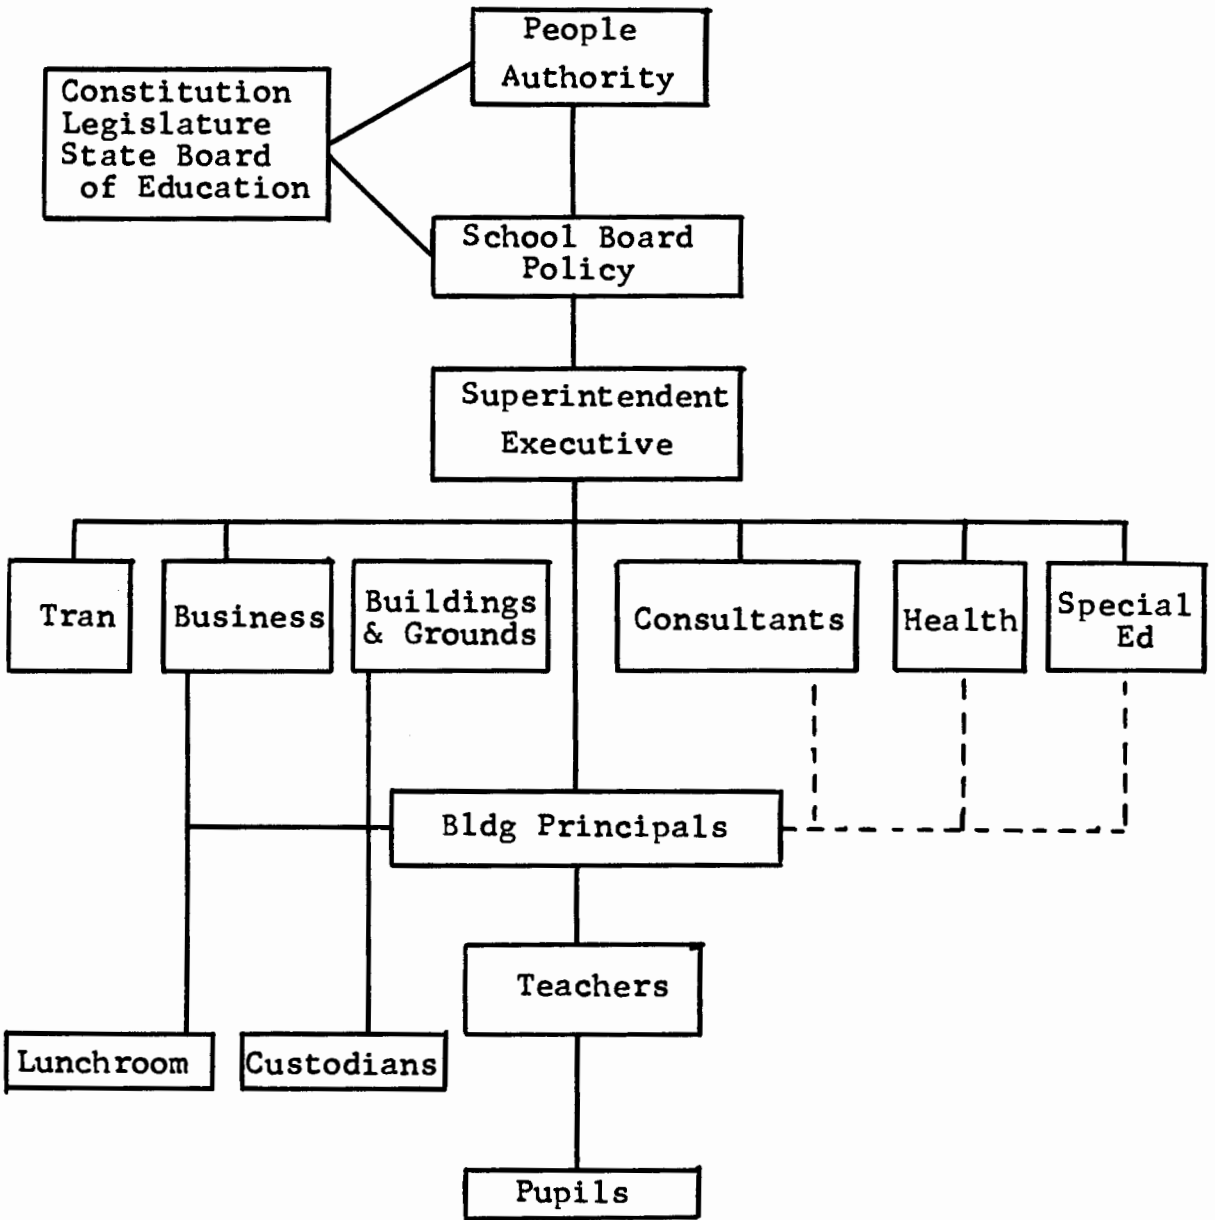 People
Authority
Constitution
Legislature
State Board
of Education
School Board
Policy
Superintendent
Executive
Tran
Business
Buildings
& Grounds
Consultants
Health
Special
Ed
Bldg Principals
Teachers
Lunchroom
Custodians
Pupils